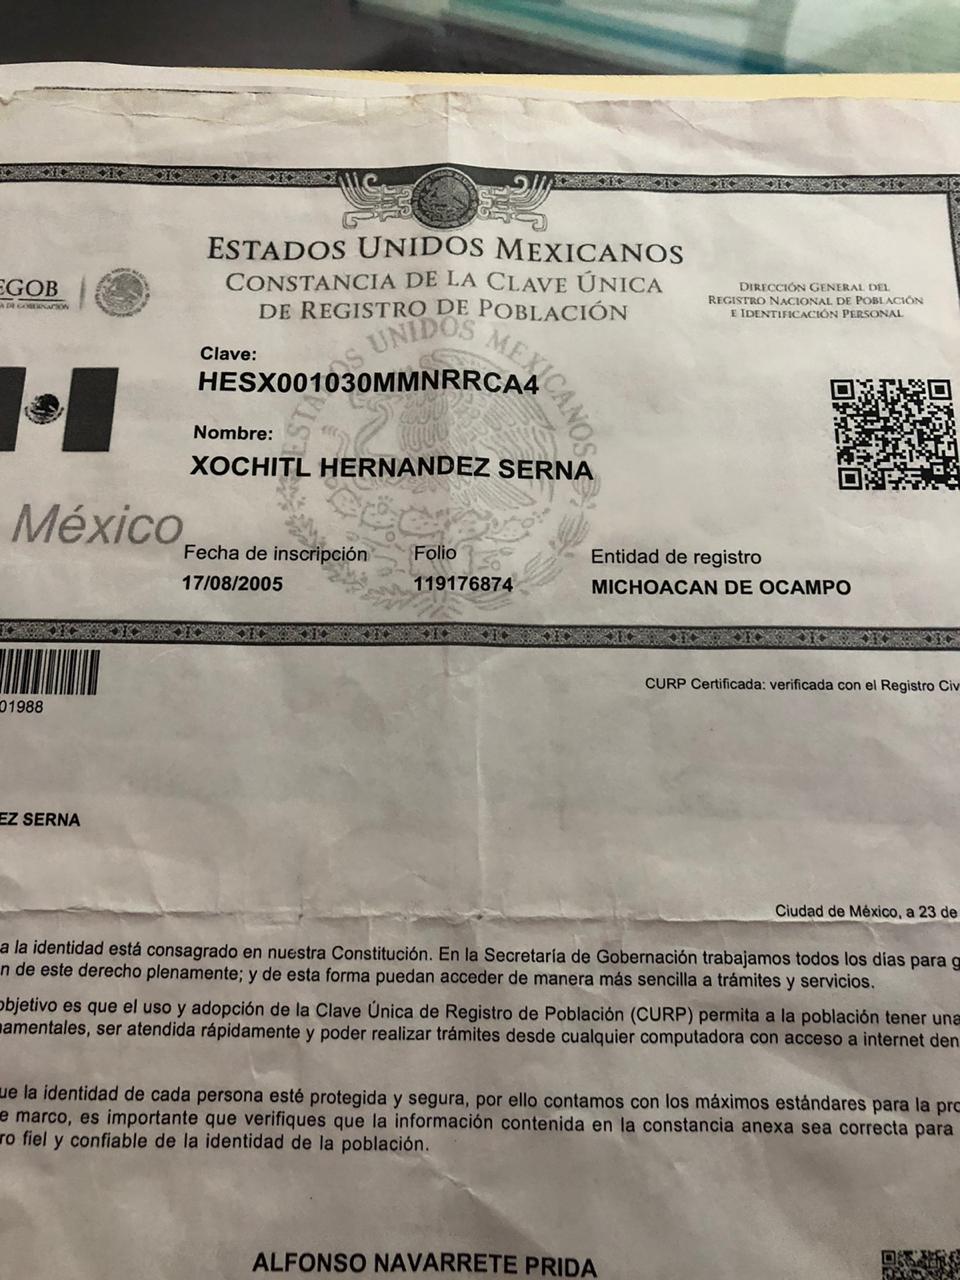 ESTADOS UNIDOS MEXICANOS
CONSTANCIA DE LA CLAVE ÚNICA
DE REGISTRO DE POBLACIÓN
EGOB
A DE GOBERNACIÓN
DIRECCIÓN GENERAL DEL
REGISTRO NACIONAL DE POBLACIÓN
E IDENTIFICACIÓN PERSONAL
ESTADOS UNIDOS MEXICANOS
Clave:
HESX001030MMNRRCA4
Nombre:
XOCHITL HERNANDEZ SERNA
México
Fecha de inscripción Folio Entidad de registro
17/08/2005 119176874 MICHOACAN DE OCAMPO
01988
CURP Certificada: verificada con el Registro Civ
EZ SERNA
Ciudad de México, a 23 de
a la identidad está consagrado en nuestra Constitución. En la Secretaría de Gobernación trabajamos todos los días para g
n de este derecho plenamente; y de esta forma puedan acceder de manera más sencilla a trámites y servicios.
objetivo es que el uso y adopción de la Clave Única de Registro de Población (CURP) permita a la población tener una
amentales, ser atendida rápidamente y poder realizar trámites desde cualquier computadora con acceso a internet den
ue la identidad de cada persona esté protegida y segura, por ello contamos con los máximos estándares para la pro
e marco, es importante que verifiques que la información contenida en la constancia anexa sea correcta para
ro fiel y confiable de la identidad de la población.
ALFONSO NAVARRETE PRIDA